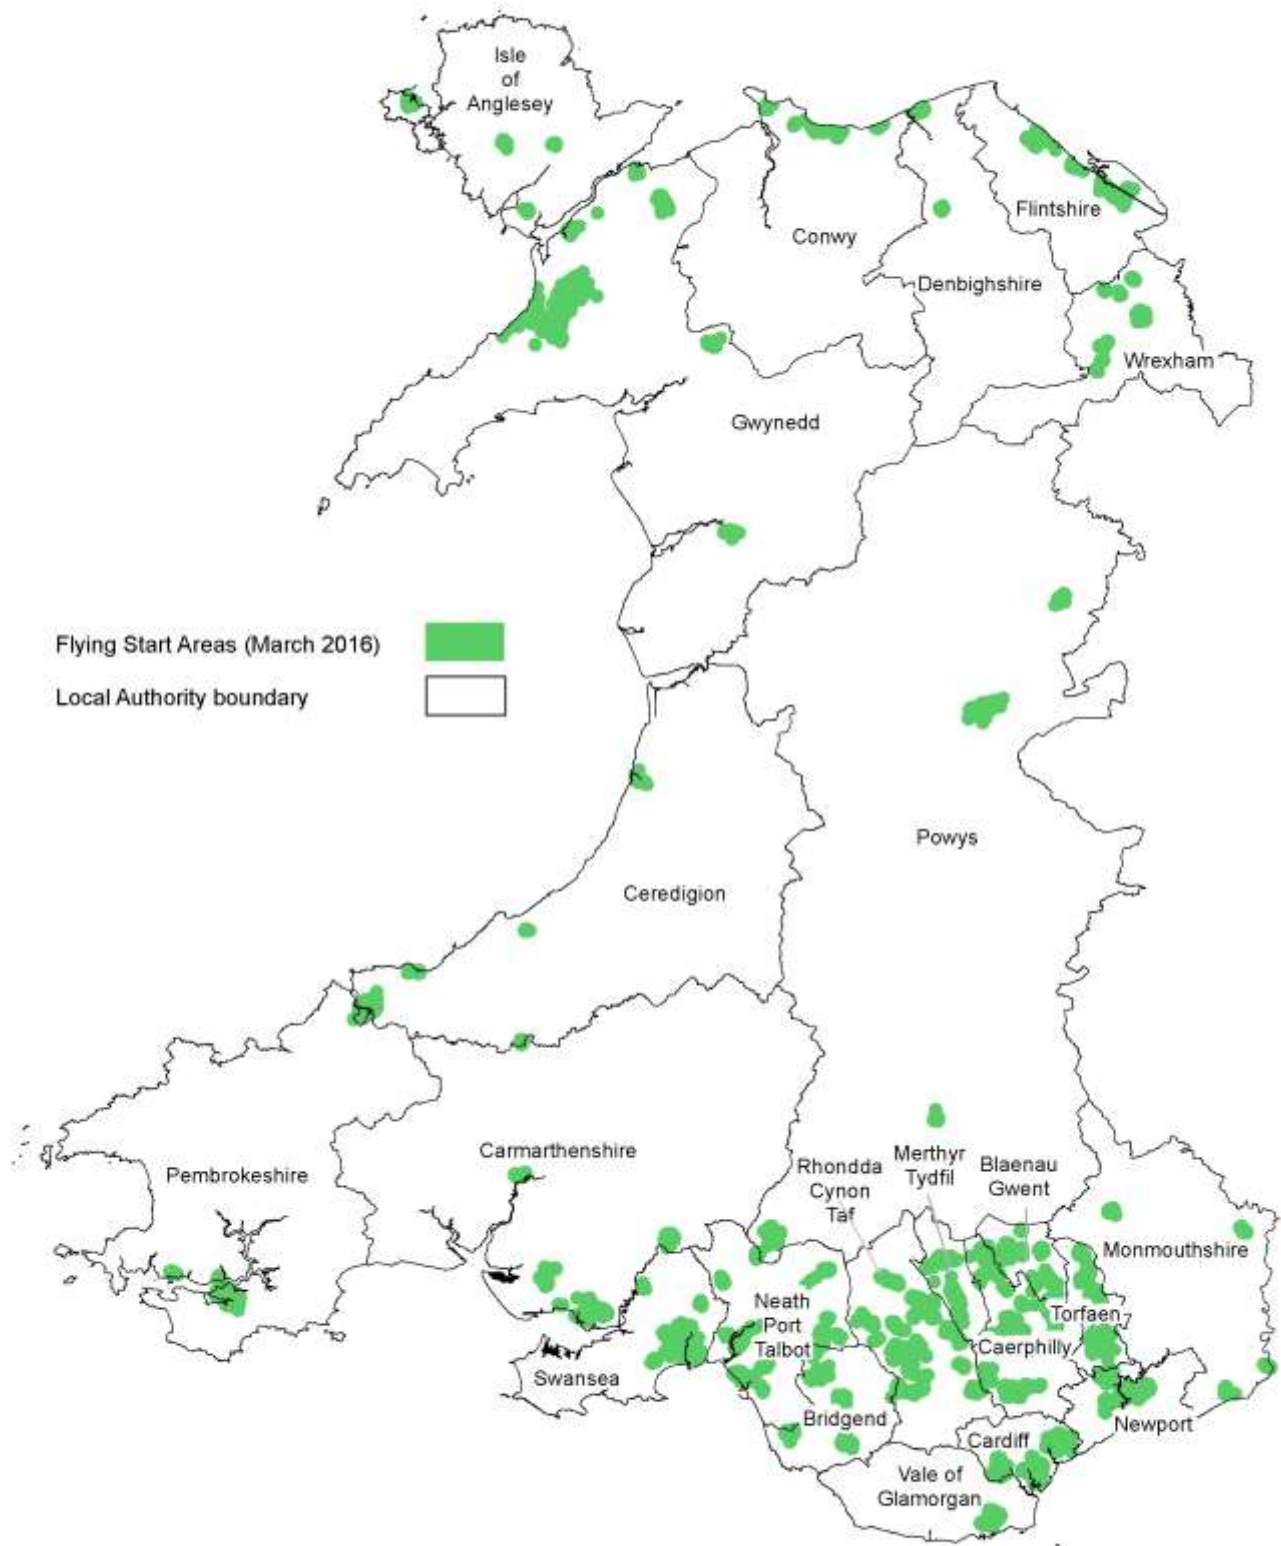 Isle
of
Anglesey
Flintshire
Conwy
Denbighshire
Wrexham
Gwynedd
Flying Start Areas (March 2016)
Local Authority boundary
Powys
Ceredigion
Carmarthenshire
Pembrokeshire
Rhondda
Cynon
Taf
Merthyr
Tydfil
Blaenau
Gwent
Monmouthshire
Neath
Port
Talbot
Torfaen
Caerphilly
Swansea
Bridgend
Newport
Cardiff
Vale of
Glamorgan